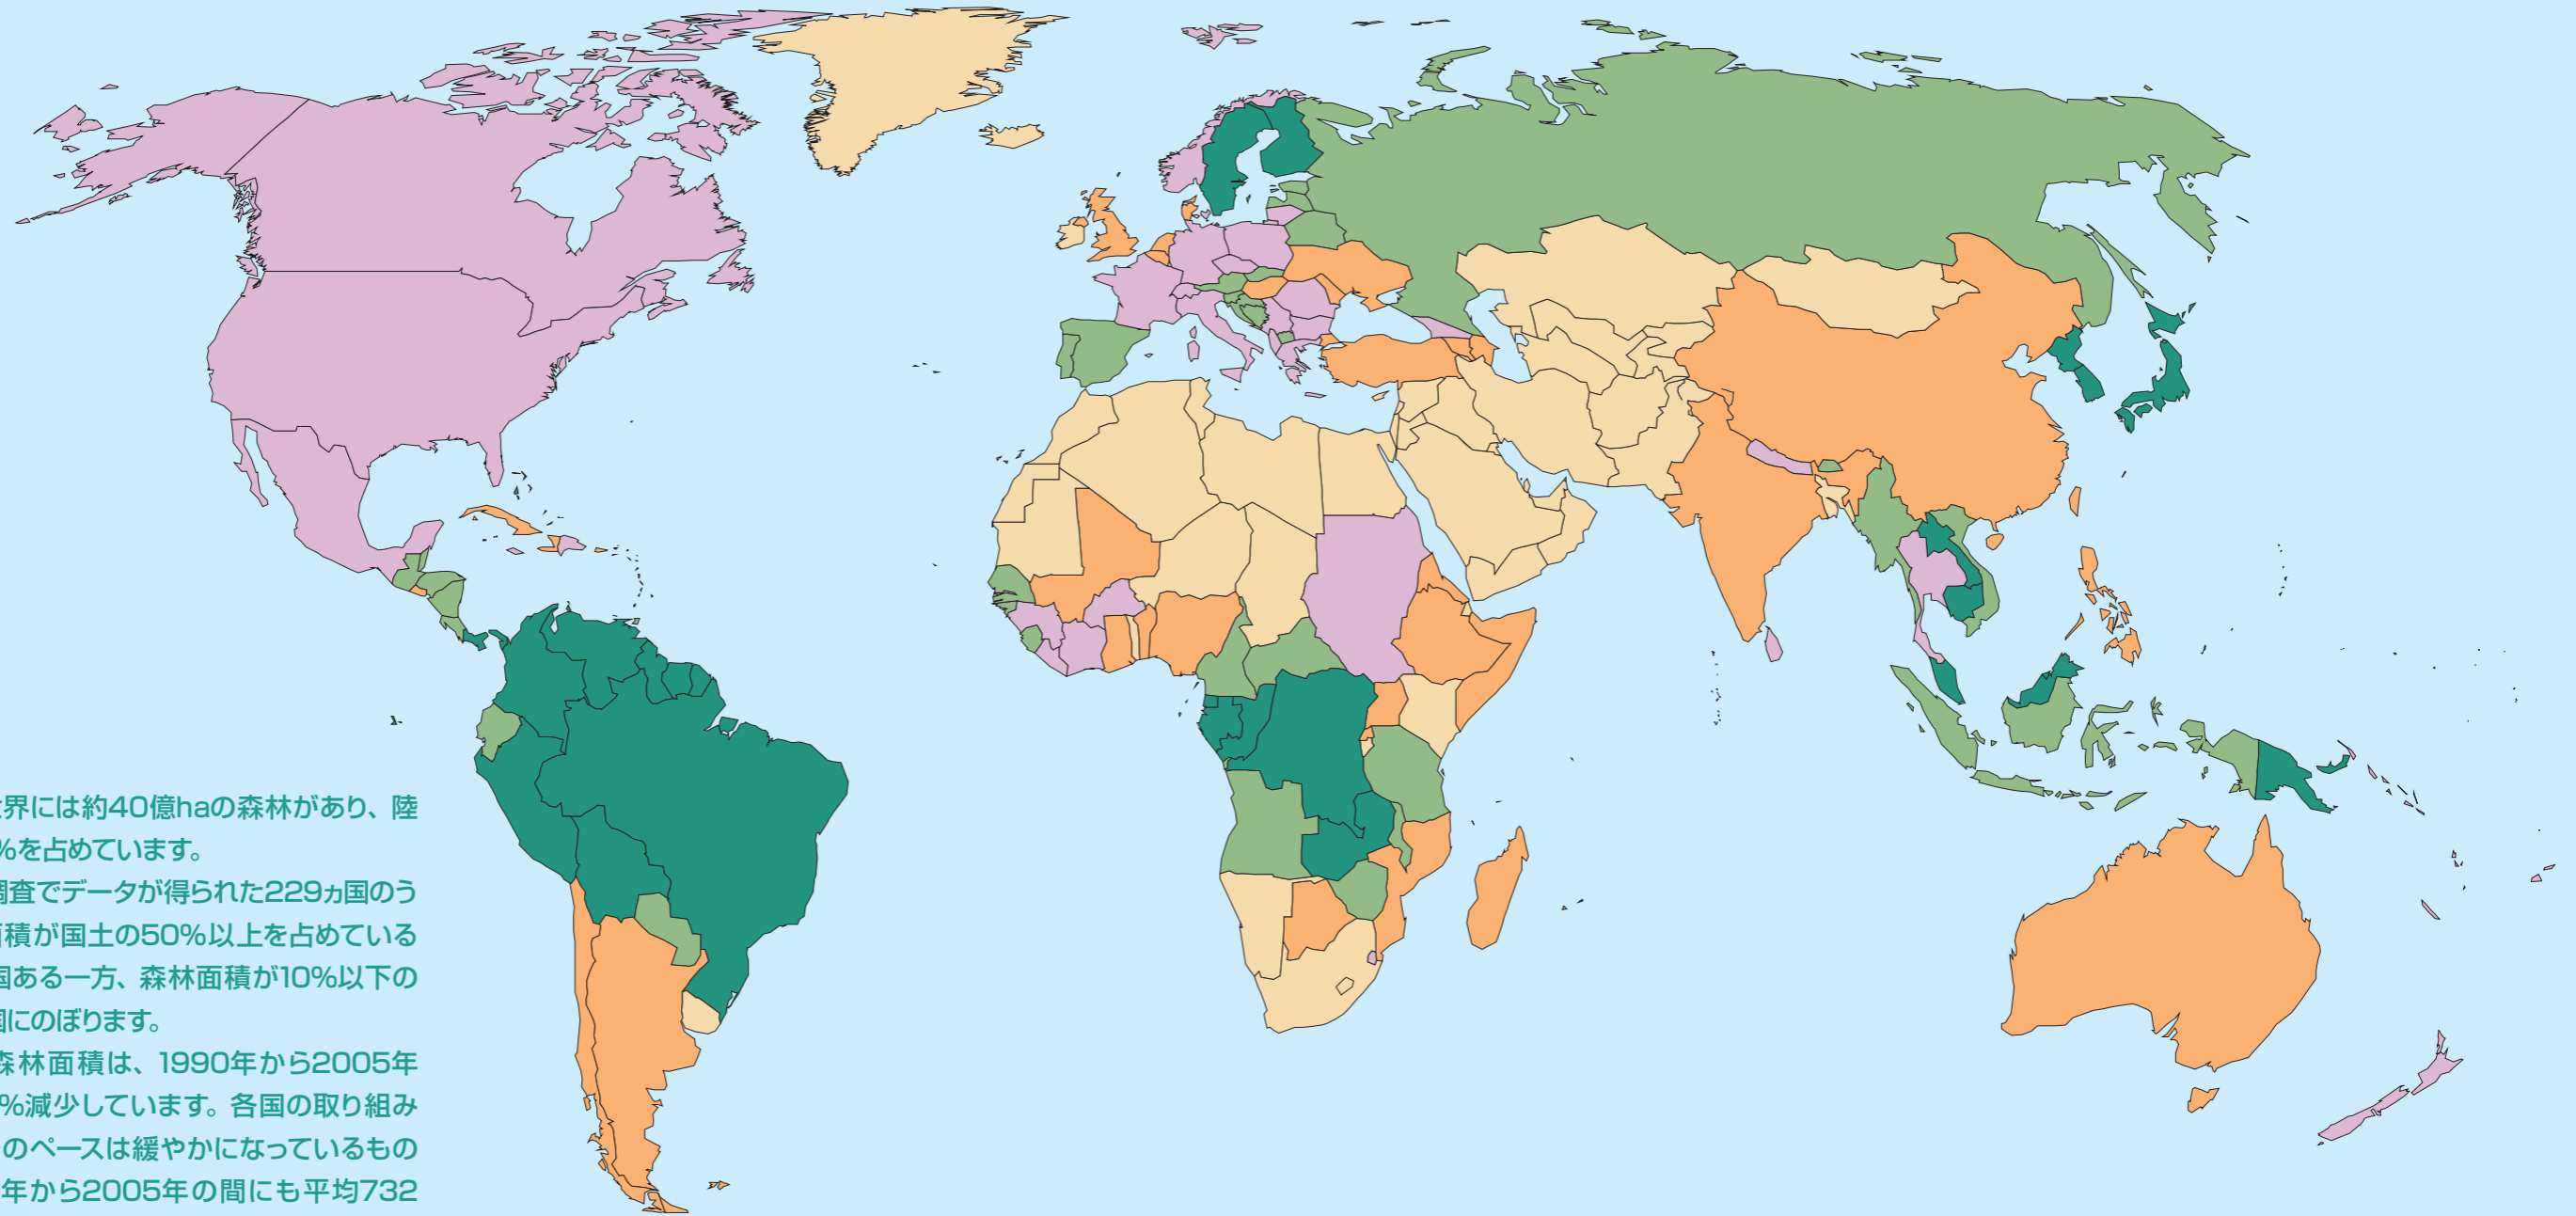 界には約40億haの森林があり、陸
%を占めています。
調査でデータが得られた229ヵ国のう
積が国土の50%以上を占めている
国ある一方、森林面積が10%以下の
国にのぼります。
森林面積は、1990年から2005年
%減少しています。各国の取り組み
のペースは緩やかになっているもの
年から2005年の間にも平均732